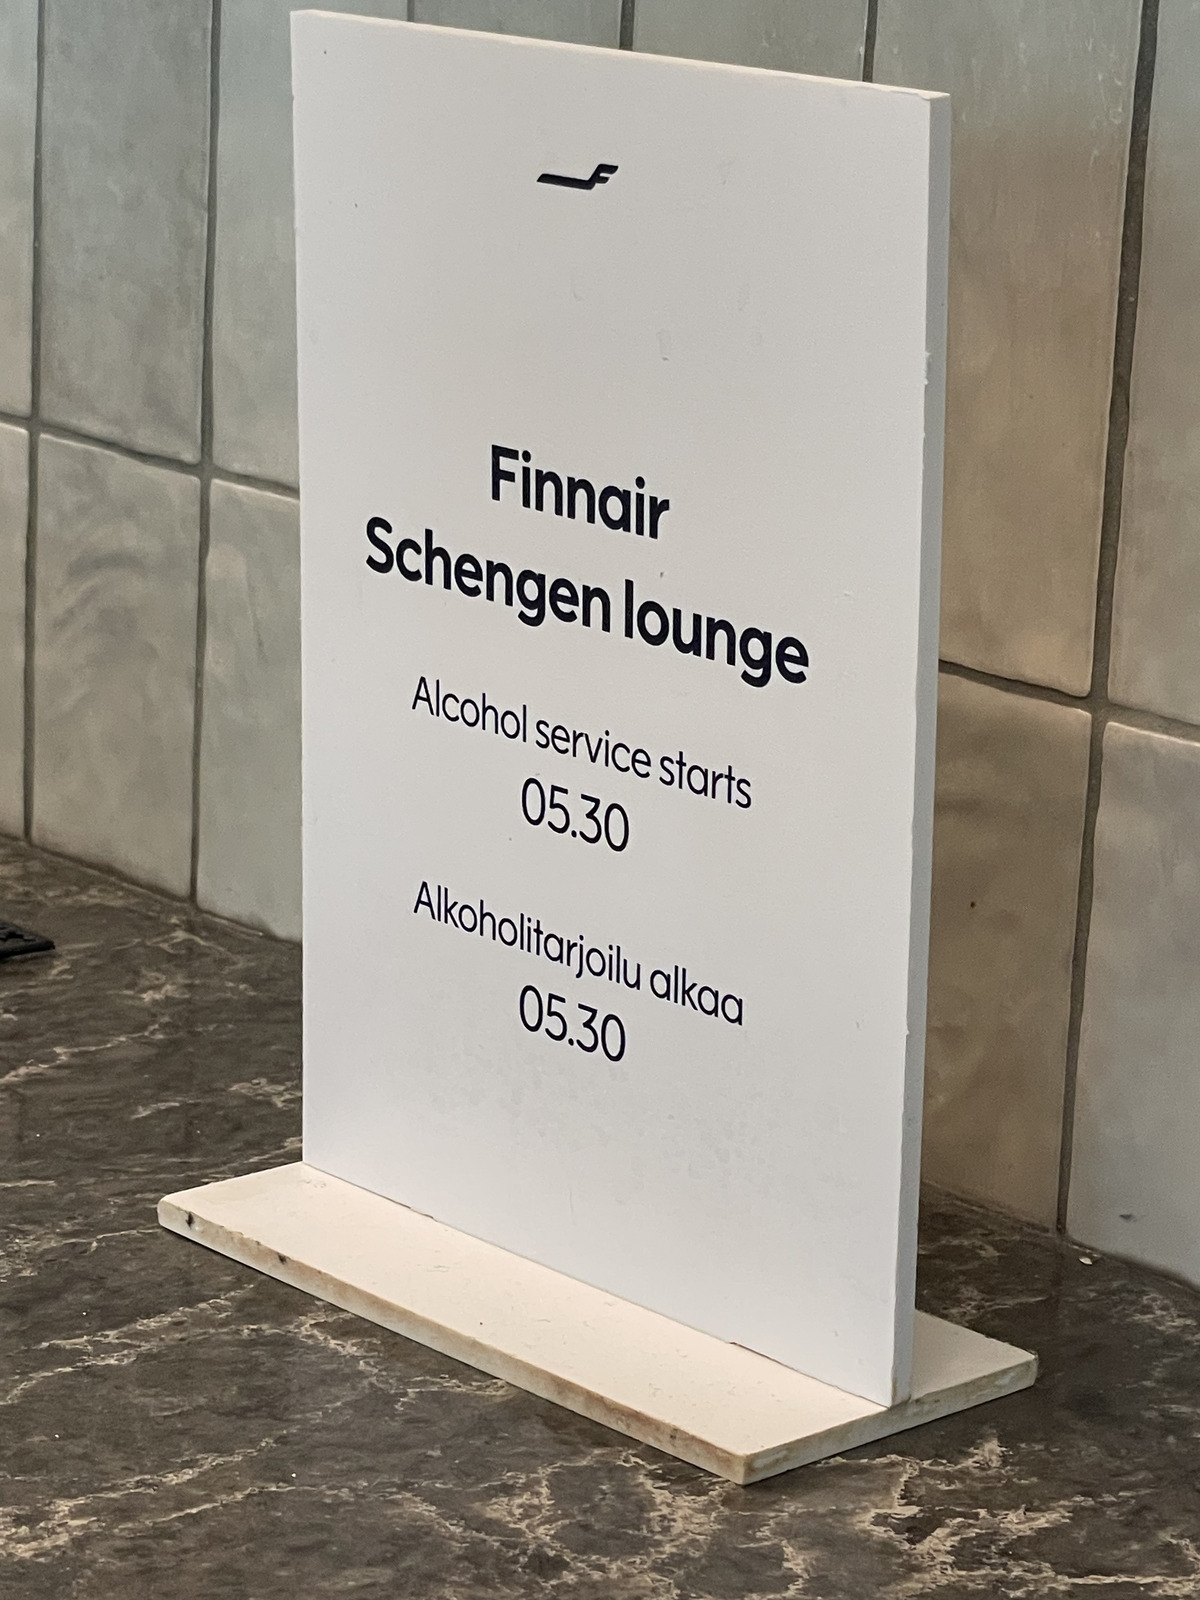 Finnair
Schengen lounge
Alcohol service starts
05.30
Alkoholitarjoilu alkaa
05.30